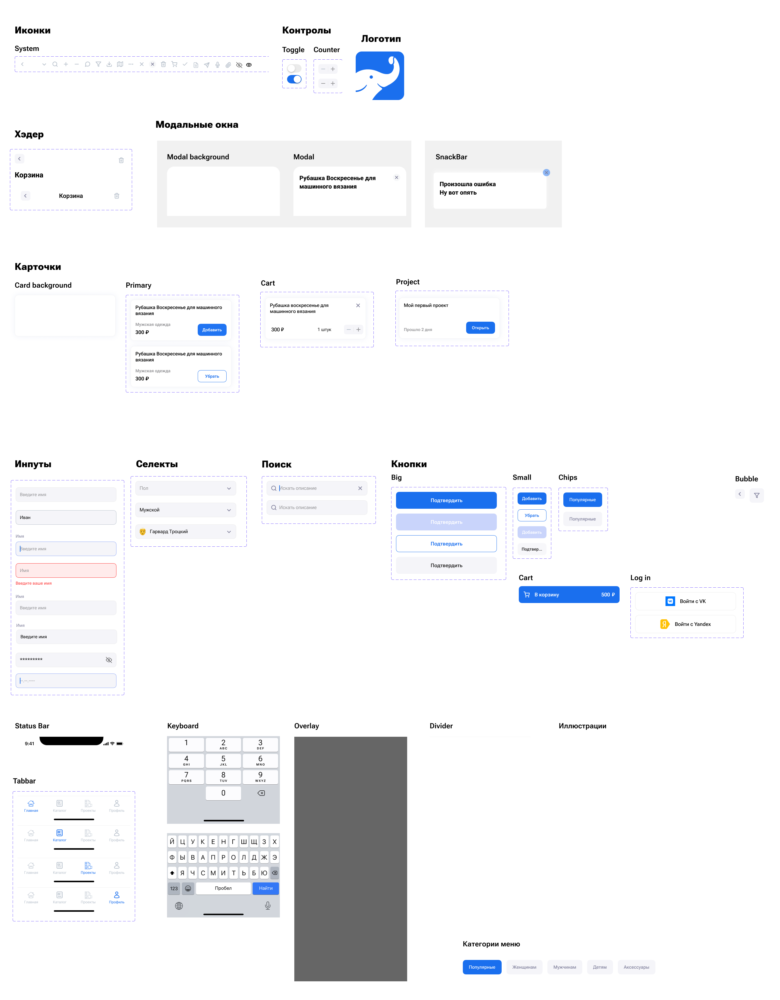 Иконки
System
Контролы
Toggle
Counter
Логотип
Хэдер
Корзина
Корзина
Модальные окна
Modal background
Modal
Рубашка Воскресенье для
машинного вязания
SnackBar
Произошла ошибка
Ну вот опять
Карточки
Card background
Primary
Рубашка Воскресенье для машинного
вязания
Мужская одежда
300 ₽
Добавить
Рубашка Воскресенье для машинного
вязания
Мужская одежда
300 ₽
Убрать
Cart
Рубашка воскресенье для
машинного вязания
300 ₽
1 штук
Project
Мой первый проект
Прошло 2 дня
Открыть
Инпуты
Введите имя
Иван
Имя
Введите имя
Имя
Введите ваше имя
Имя
Введите имя
Имя
Введите имя
*********
--.--.----
Селекты
Пол
Мужской
Гарвард Троцкий
Поиск
Искать описание
Искать описание
Кнопки
Big
Подтвердить
Подтвердить
Подтвердить
Подтвердить
Small
Добавить
Убрать
Добавить
Подтвер...
Chips
Популярные
Популярные
Bubble
Cart
В корзину
500 ₽
Log in
Войти с VK
Я
Войти с Yandex
Status Bar
9:41
Tabbar
Главная
Каталог
Проекты
Профиль
Главная
Каталог
Проекты
Профиль
Главная
Каталог
Проекты
Профиль
Главная
Каталог
Проекты
Профиль
Keyboard
1
2
ABC
3
DEF
4
GHI
5
JKL
6
MNO
7
PQRS
8
TUV
9
WXYZ
0
Й Ц У К Е Н Г Ш Щ З Х
Ф Ы В А П Р О Л Д Ж Э
Я Ч С М И Т Ь Б Ю
123
Пробел
Найти
Overlay
Divider
Иллюстрации
Категории меню
Популярные
Женщинам
Мужчинам
Детям
Аксессуары